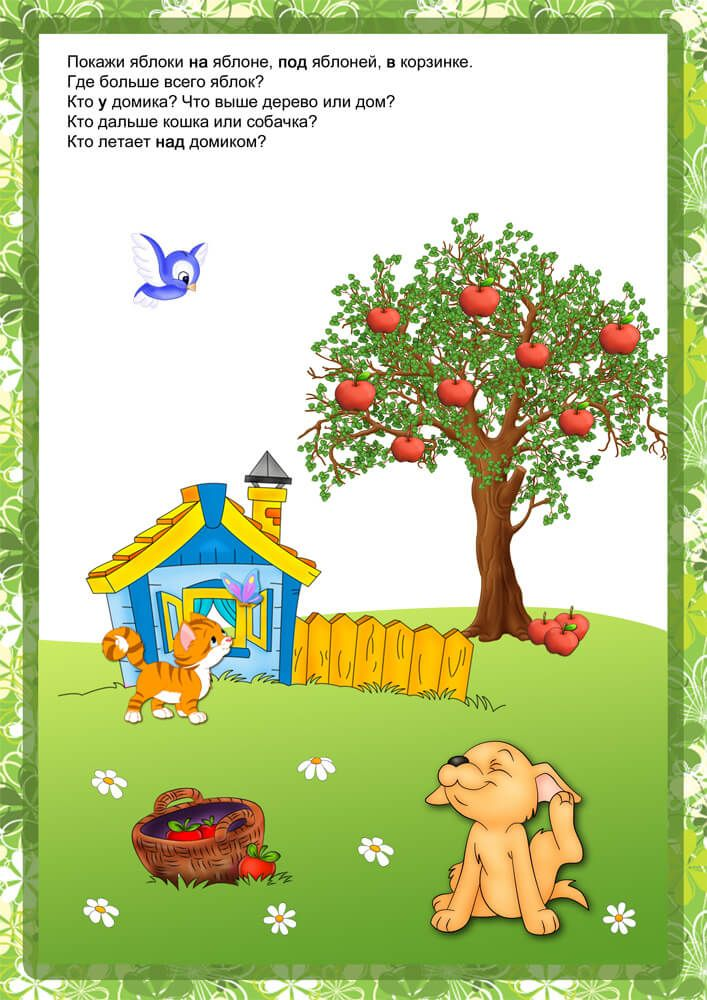 Покажи яблоки на яблоне, под яблоней, в корзинке.
Где больше всего яблок?
Кто у домика? Что выше дерево или дом?
Кто дальше кошка или собачка?
Кто летает над домиком?